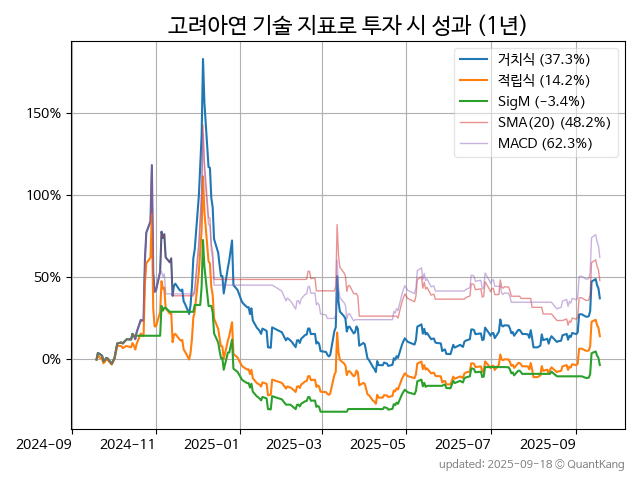 고려아연 기술 지표로 투자 시 성과 (1년)
거치식 (37.3%)
적립식 (14.2%)
SigM (−3.4%)
SMA(20) (48.2%)
MACD (62.3%)
150%
100%
50%
0%
2024-09
2024-11
2025-01
2025-03
2025-05
2025-07
2025-09
updated: 2025-09-18 © QuantKang